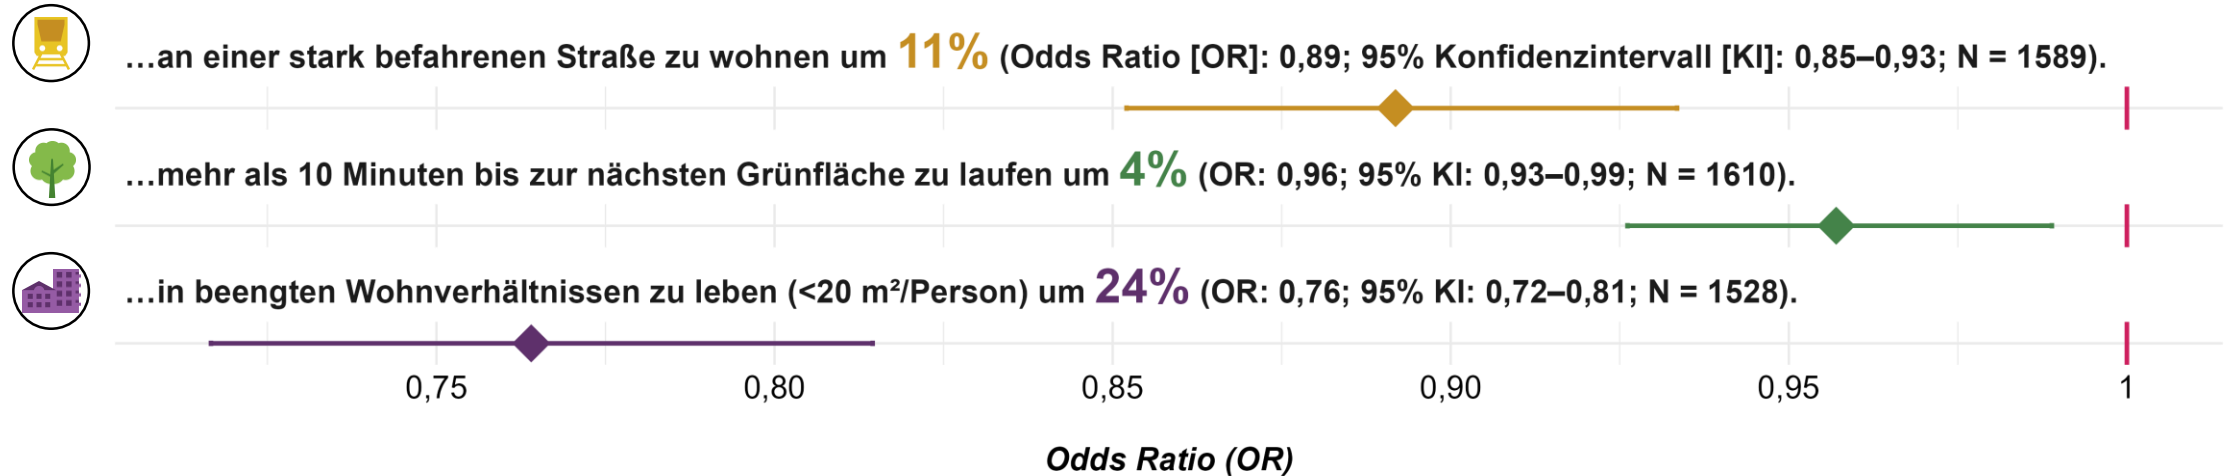 ...an einer stark befahrenen Straße zu wohnen um 11% (Odds Ratio [OR]: 0,89; 95% Konfidenzintervall [KI]: 0,85–0,93; N = 1589).
...mehr als 10 Minuten bis zur nächsten Grünfläche zu laufen um 4% (OR: 0,96; 95% KI: 0,93–0,99; N = 1610).
...in beengten Wohnverhältnissen zu leben (<20 m²/Person) um 24% (OR: 0,76; 95% KI: 0,72–0,81; N = 1528).
0,75 0,80 0,85 0,90 0,95 1
Odds Ratio (OR)